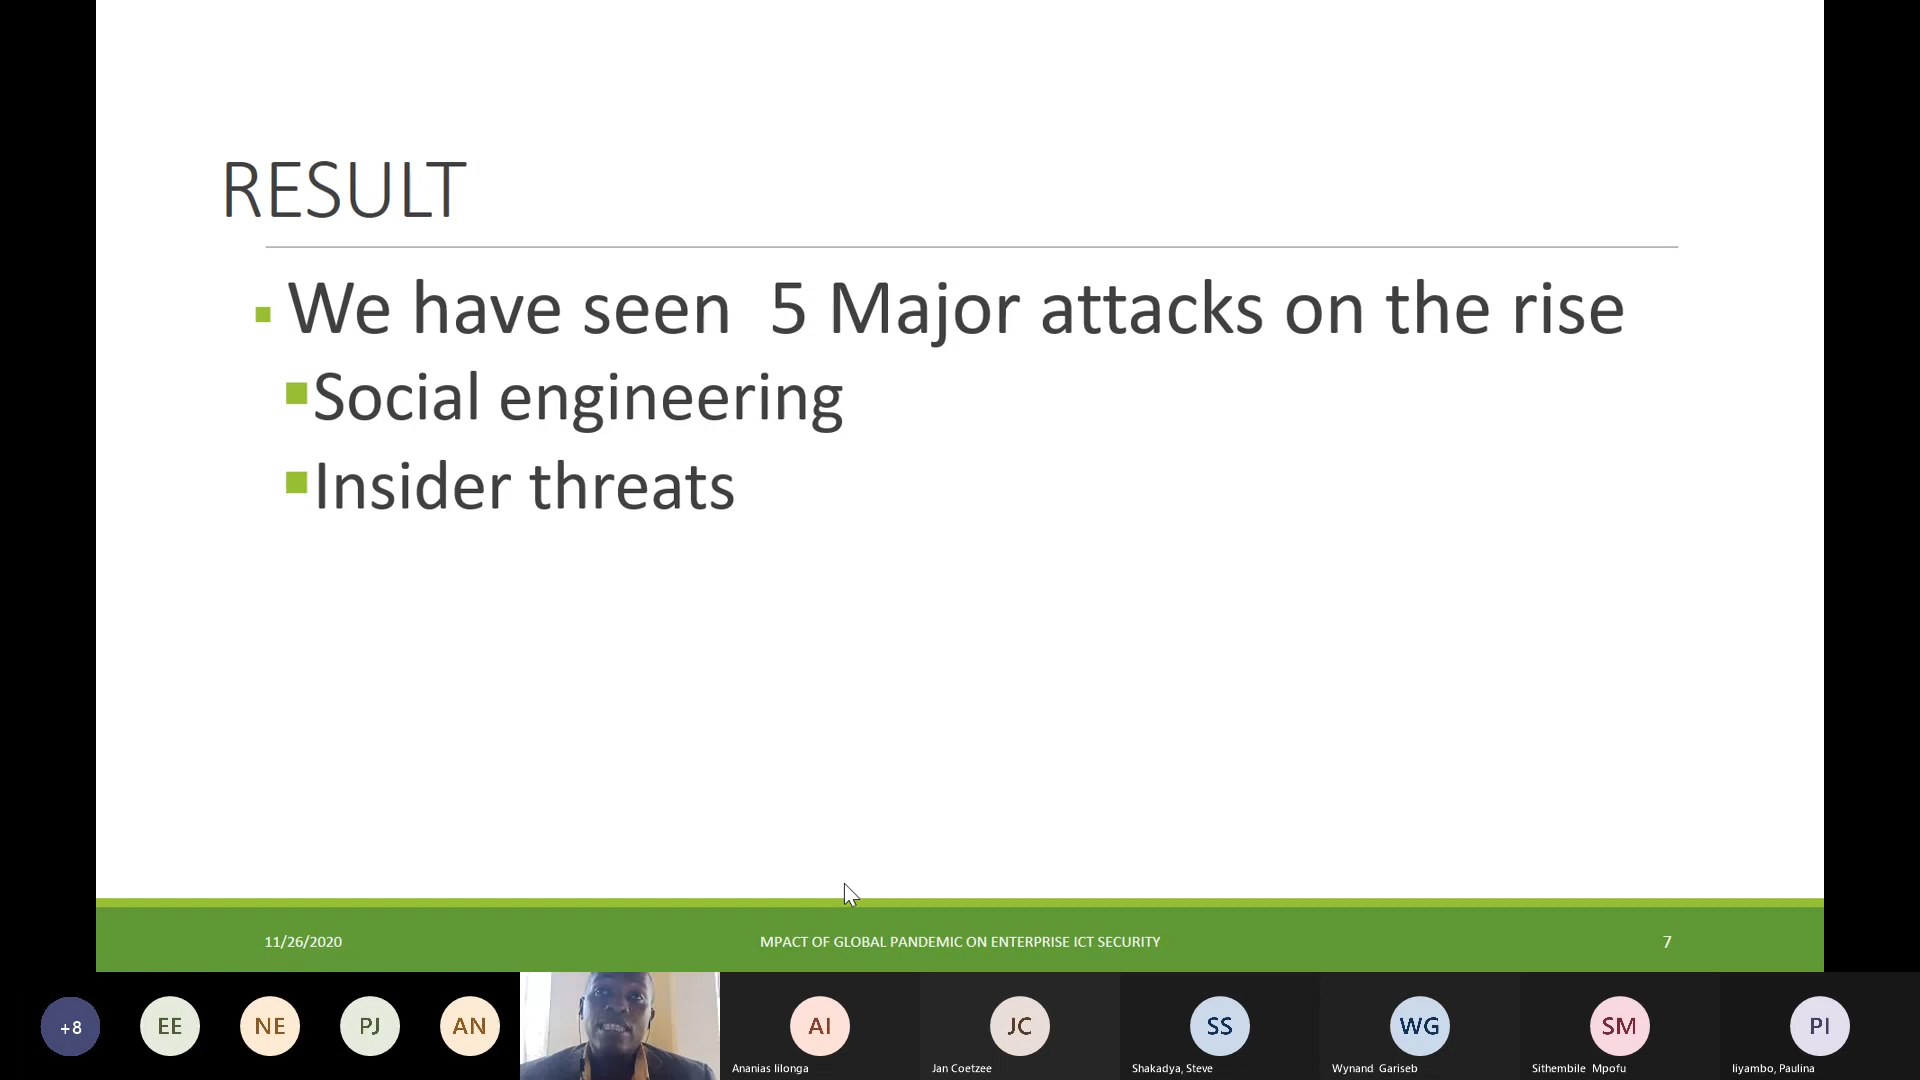 RESULT
We have seen  5 Major attacks on the rise
Social engineering
Insider threats
11/26/2020
MPACT OF GLOBAL PANDEMIC ON ENTERPRISE ICT SECURITY
7
+8
EE
NE
PJ
AN
AI
JC
SS
WG
SM
PI
Ananias Iilonga
Jan Coetzee
Shakadya, Steve
Wynand Gariseb
Sithembile Mpofu
Iiyambo, Paulina